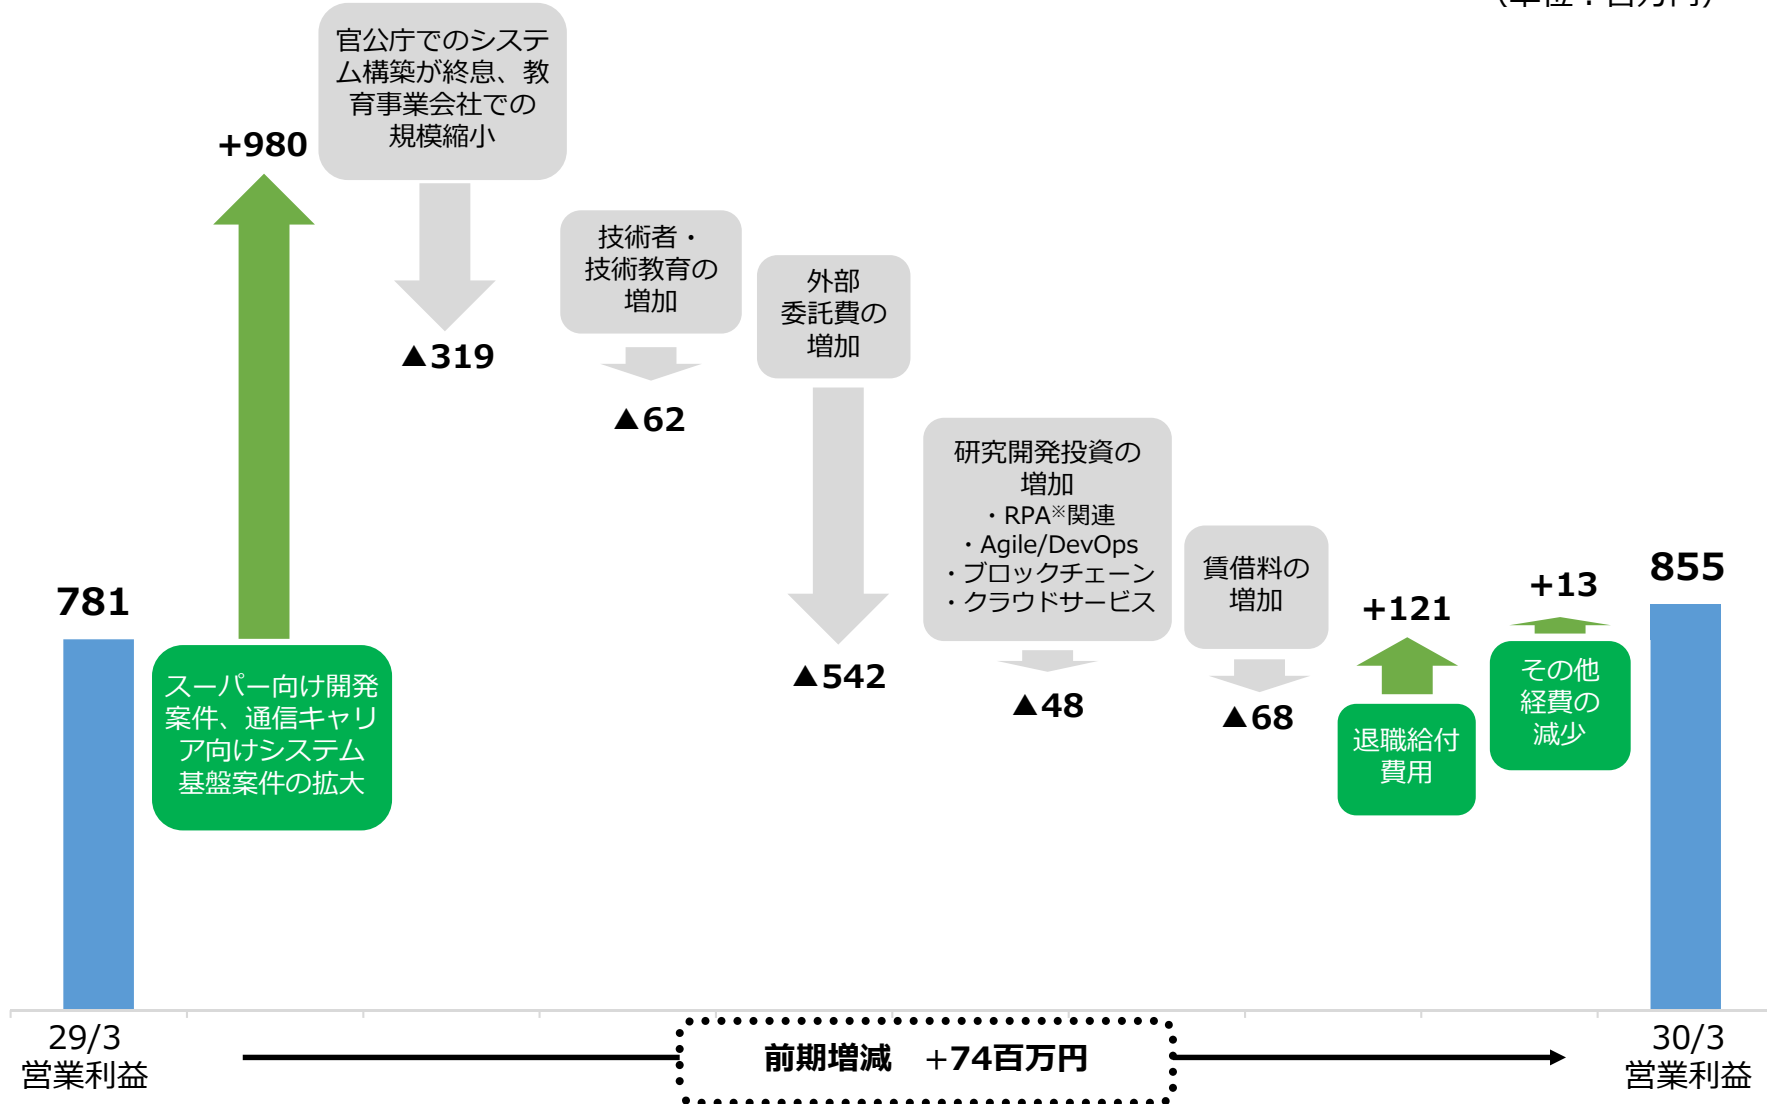 (単位：百万円)
官公庁でのシステ
ム構築が終息、教
育事業会社での
規模縮小
+980
▲319
技術者・
技術教育の
増加
▲62
外部
委託費の
増加
▲542
研究開発投資の
増加
・RPA※関連
・Agile/DevOps
・ブロックチェーン
・クラウドサービス
▲48
賃借料の
増加
▲68
+121
退職給付
費用
+13
その他
経費の
減少
781
スーパー向け開発
案件、通信キャリ
ア向けシステム
基盤案件の拡大
855
29/3
営業利益
前期増減　+74百万円
30/3
営業利益